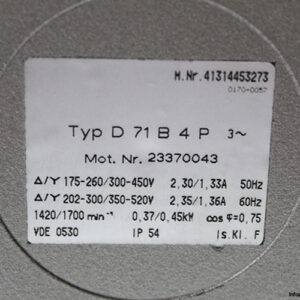 M.Nr. 41314453273
0170-0057
Typ D 71 B 4 P 3~
Mot. Nr. 23370043
Δ/Y 175-260/300-450V 2,30/1,33A 50Hz
Δ/Y 202-300/350-520V 2,35/1,36A 60Hz
1420/1700 min⁻¹ 0,37/0,45kW cos φ=0,75
VDE 0530 IP 54 Is.Kl. F